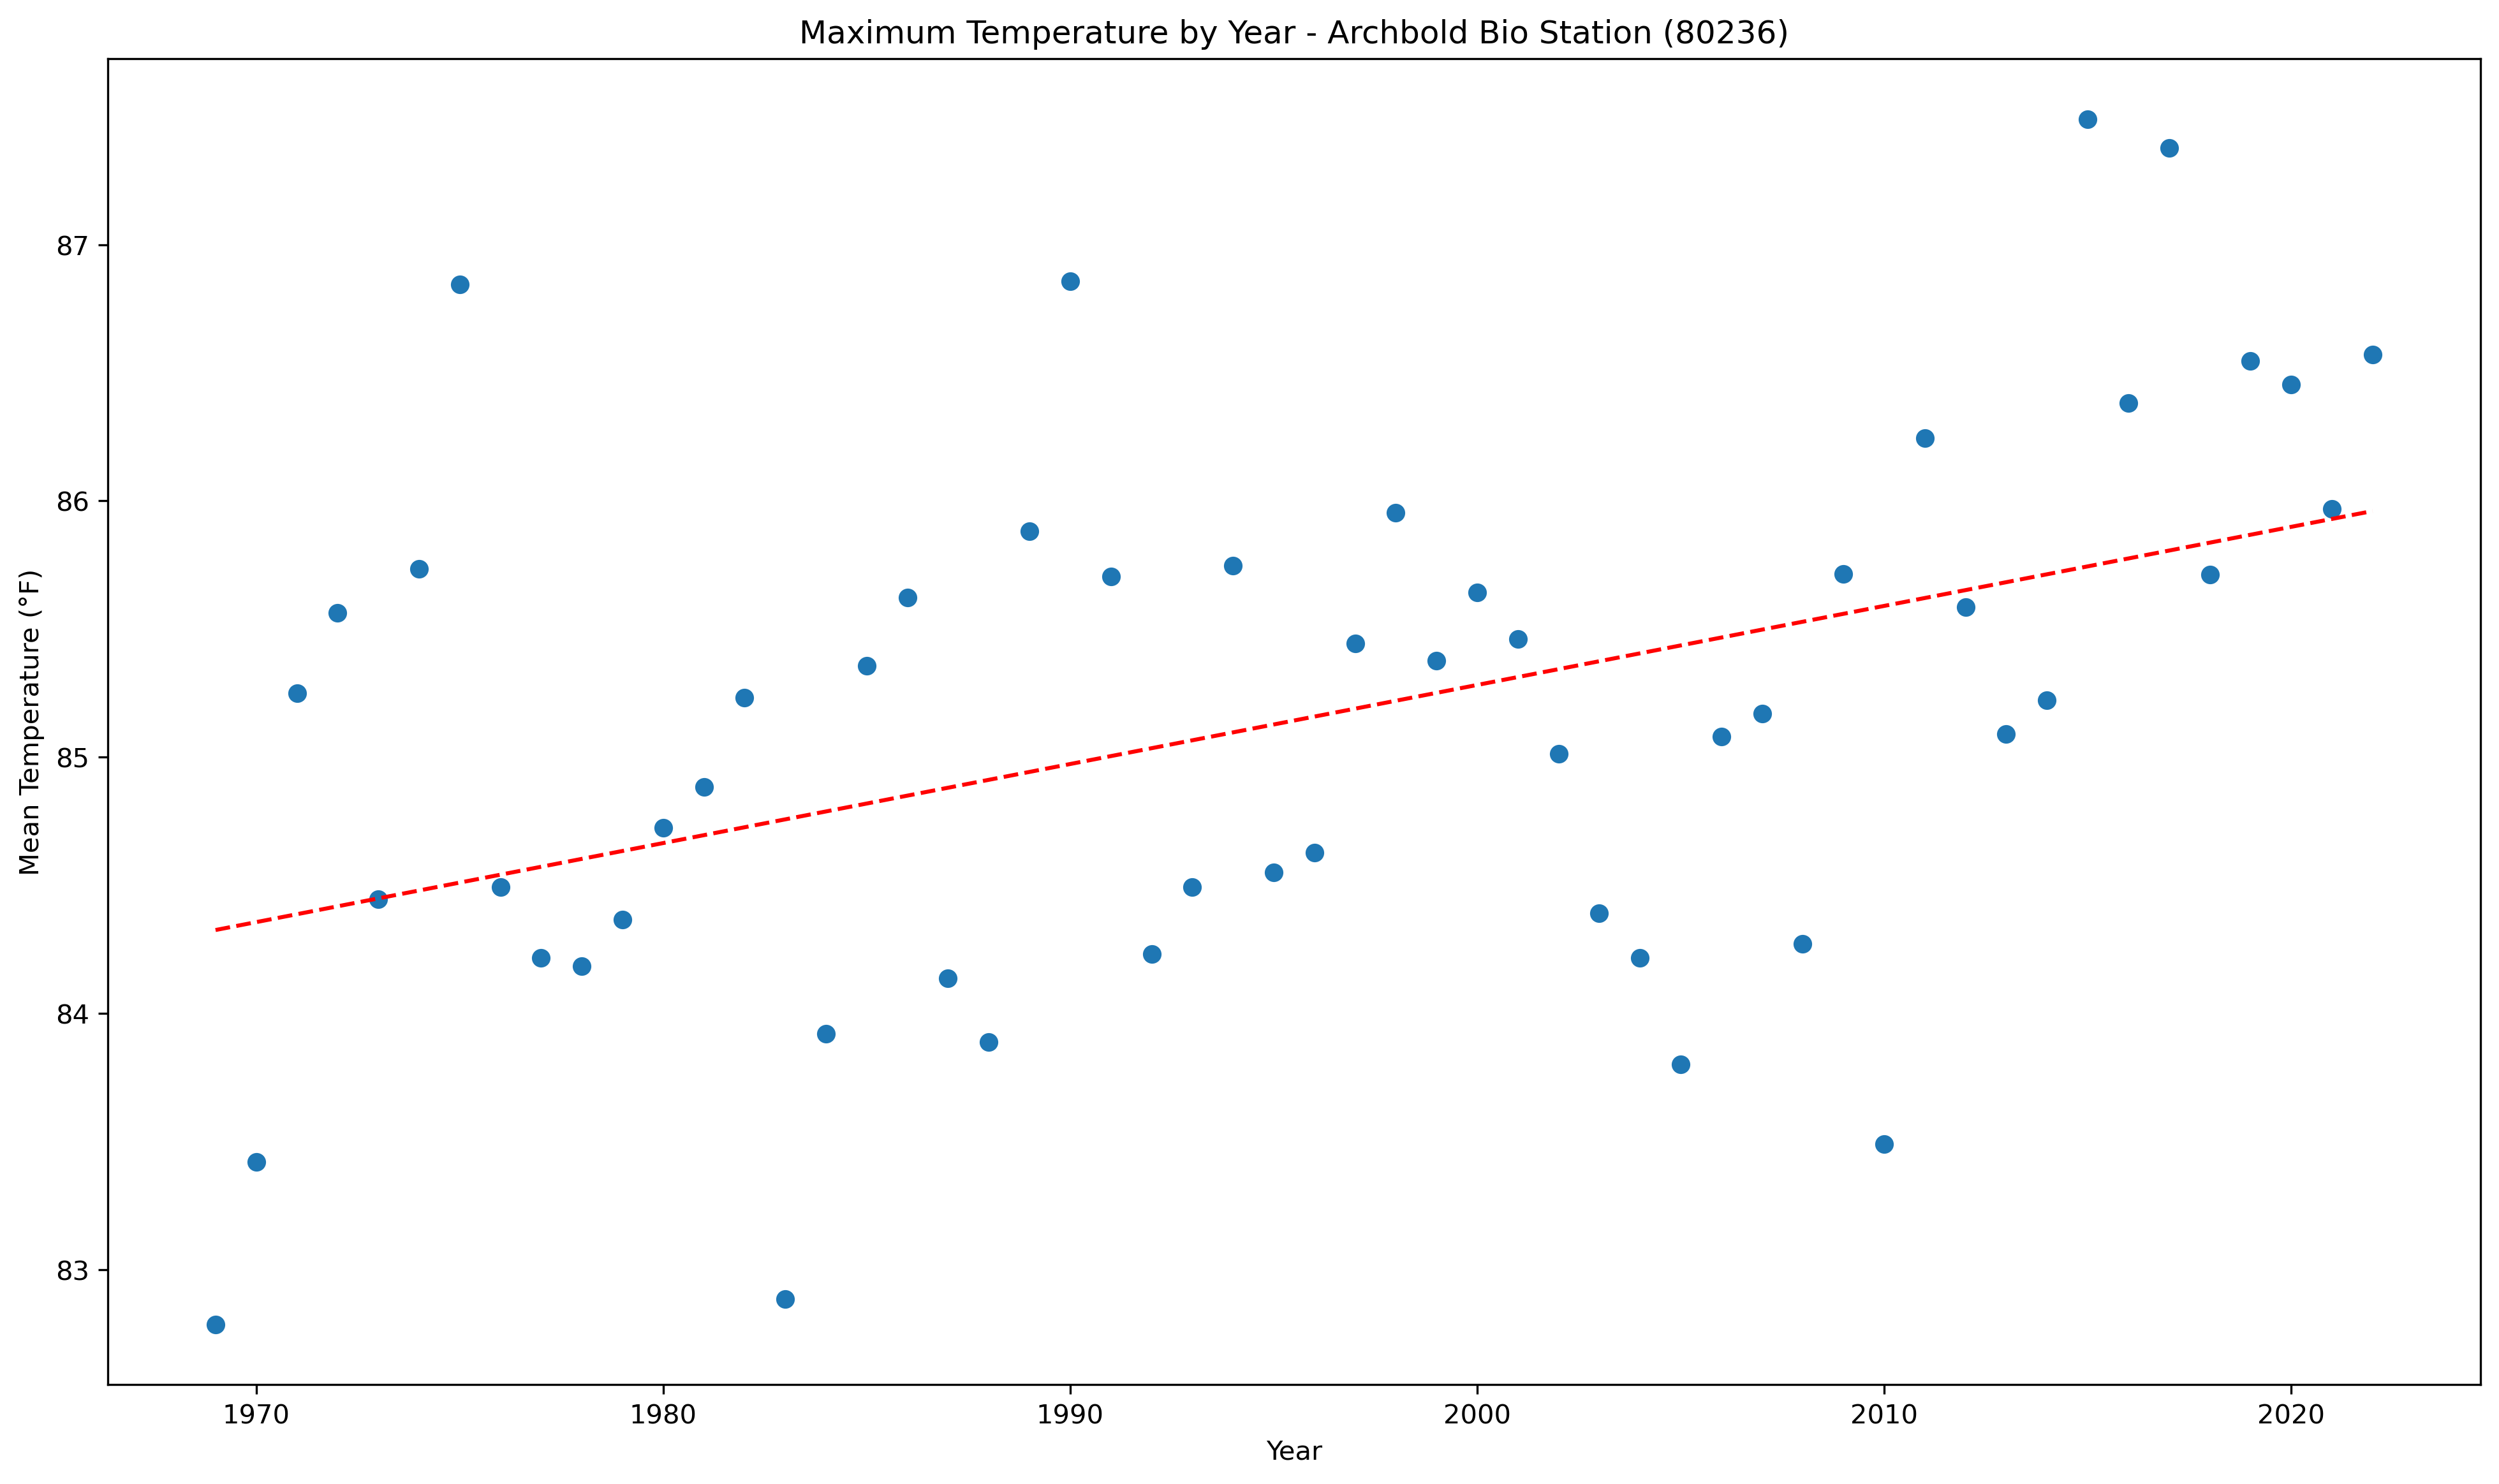 Maximum Temperature by Year - Archbold Bio Station (80236)
Mean Temperature (°F)
87
86
85
84
83
1970 1980 1990 2000 2010 2020
Year